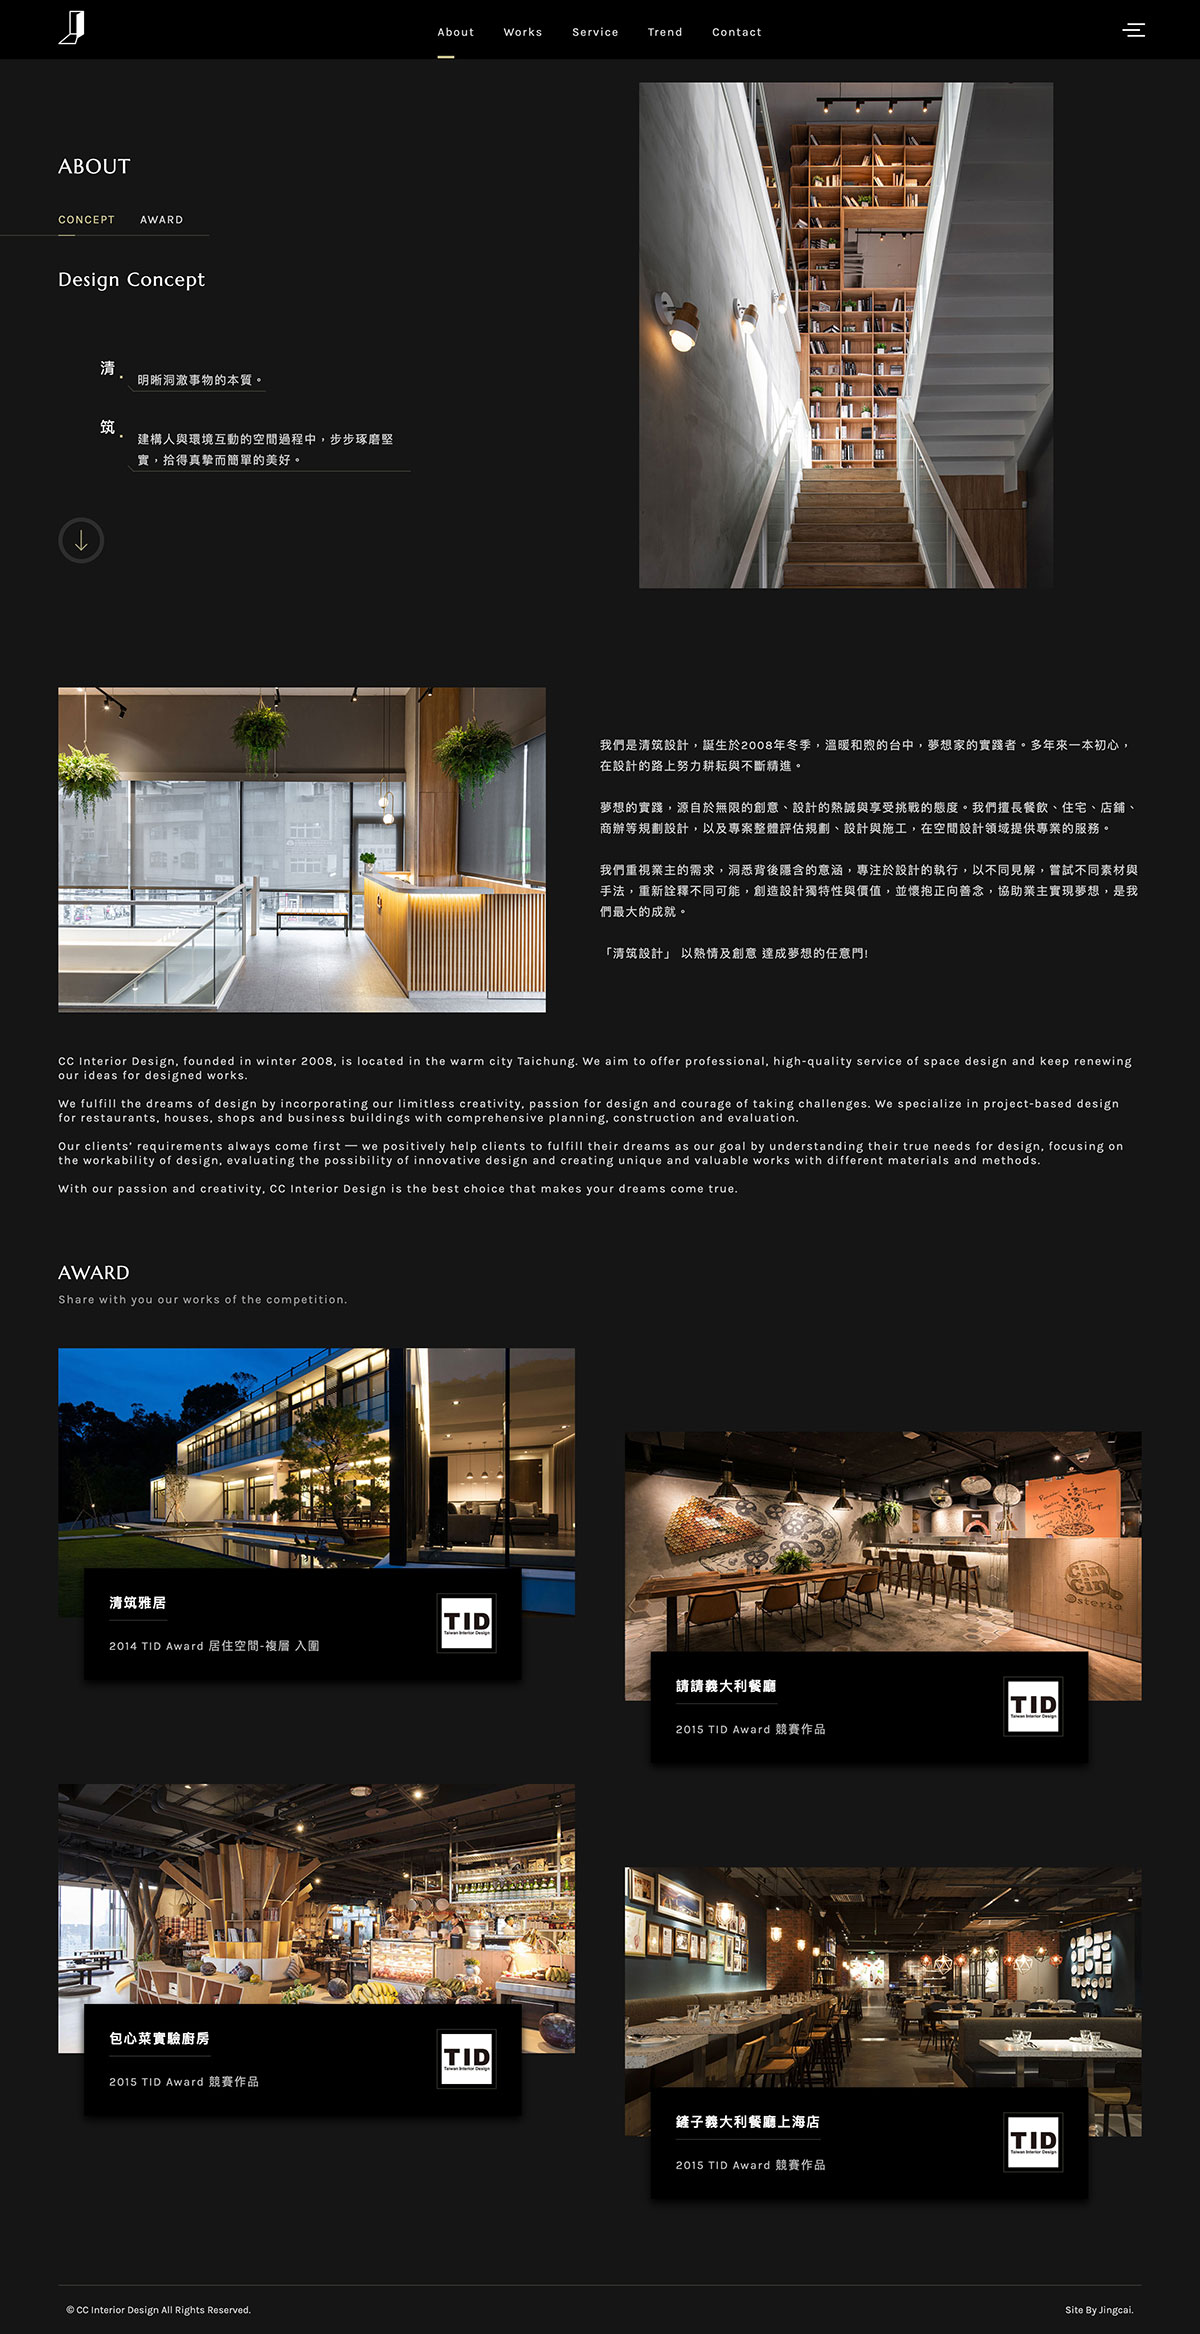 About Works Service Trend Contact
ABOUT
CONCEPT AWARD
Design Concept
清
明晰洞澈事物的本質。
筑
建構人與環境互動的空間過程中，步步琢磨堅
實，拾得真摯而簡單的美好。
我們是清筑設計，誕生於2008年冬季，溫暖和煦的台中，夢想家的實踐者。多年來一本初心，
在設計的路上努力耕耘與不斷精進。
夢想的實踐，源自於無限的創意、設計的熱誠與享受挑戰的態度。我們擅長餐飲、住宅、店鋪、
商辦等規劃設計，以及專案整體評估規劃、設計與施工，在空間設計領域提供專業的服務。
我們重視業主的需求，洞悉背後隱含的意涵，專注於設計的執行，以不同見解，嘗試不同素材與
手法，重新詮釋不同可能，創造設計獨特性與價值，並懷抱正向善念，協助業主實現夢想，是我
們最大的成就。
「清筑設計」 以熱情及創意 達成夢想的任意門!
CC Interior Design, founded in winter 2008, is located in the warm city Taichung. We aim to offer professional, high-quality service of space design and keep renewing
our ideas for designed works.
We fulfill the dreams of design by incorporating our limitless creativity, passion for design and courage of taking challenges. We specialize in project-based design
for restaurants, houses, shops and business buildings with comprehensive planning, construction and evaluation.
Our clients’ requirements always come first — we positively help clients to fulfill their dreams as our goal by understanding their true needs for design, focusing on
the workability of design, evaluating the possibility of innovative design and creating unique and valuable works with different materials and methods.
With our passion and creativity, CC Interior Design is the best choice that makes your dreams come true.
AWARD
Share with you our works of the competition.
清筑雅居
2014 TID Award 居住空間-複層 入圍
TID
Taiwan Interior Design
Cin Cin
Osteria
請請義大利餐廳
2015 TID Award 競賽作品
TID
Taiwan Interior Design
包心菜實驗廚房
2015 TID Award 競賽作品
TID
Taiwan Interior Design
鏟子義大利餐廳上海店
2015 TID Award 競賽作品
TID
Taiwan Interior Design
© CC Interior Design All Rights Reserved.
Site By Jingcai.